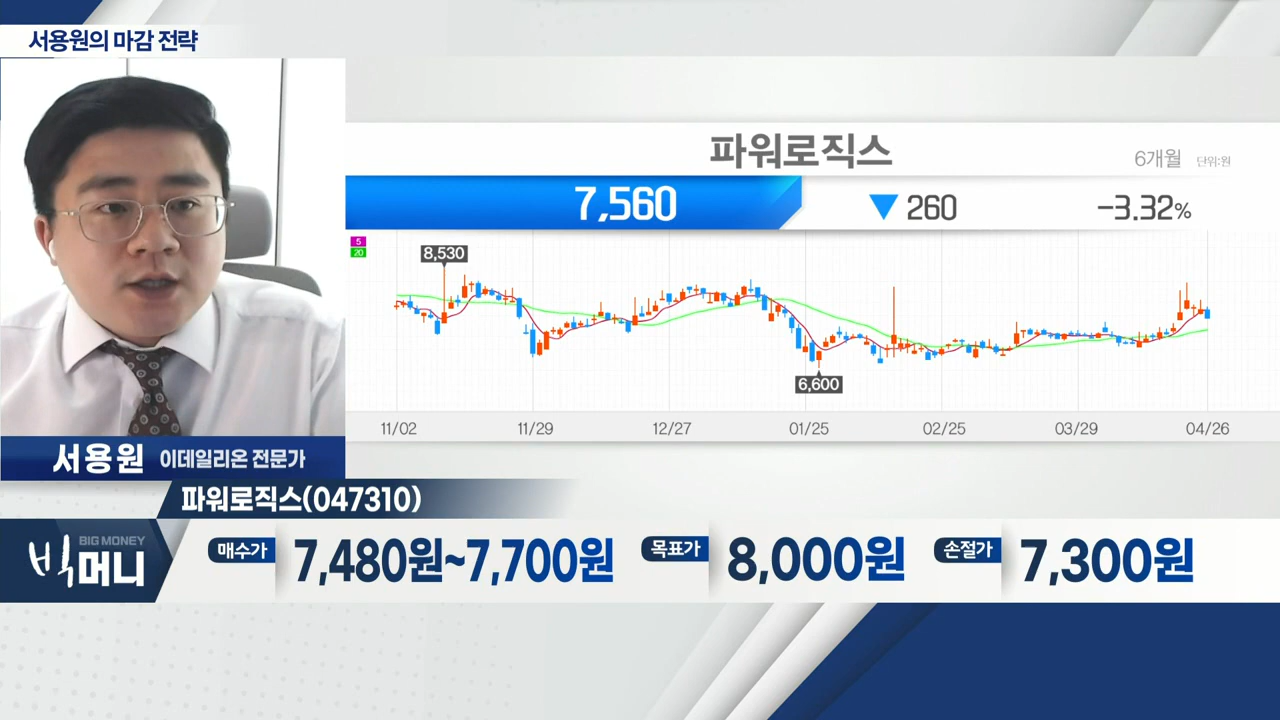 서용원의 마감 전략
파워로직스
6개월 단위:원
7,560 ▼ 260 -3.32%
5
20
8,530
6,600
11/02 11/29 12/27 01/25 02/25 03/29 04/26
서용원 이데일리온 전문가
파워로직스(047310)
BIG MONEY
빅머니
매수가 7,480원~7,700원 목표가 8,000원 손절가 7,300원